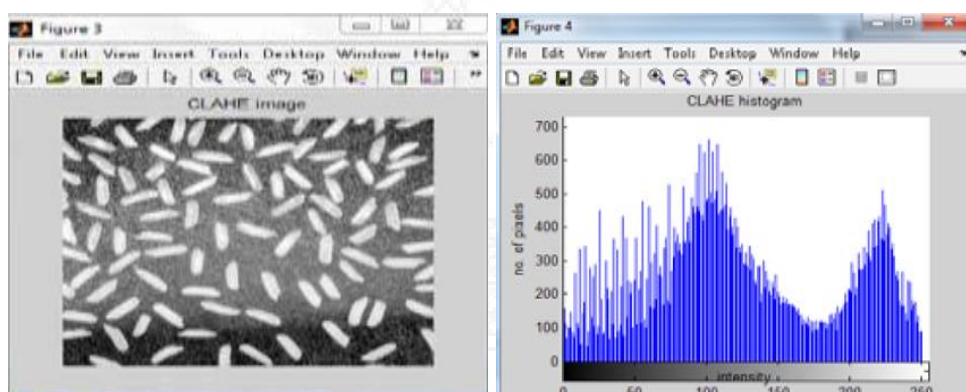 Figure 3
File Edit View Insert Tools Desktop Window Help
CLAHE image
Figure 4
File Edit View Insert Tools Desktop Window Help
CLAHE histogram
700
600
500
400
300
200
100
0
no. of pixels
intensity
0 50 100 150 200 250